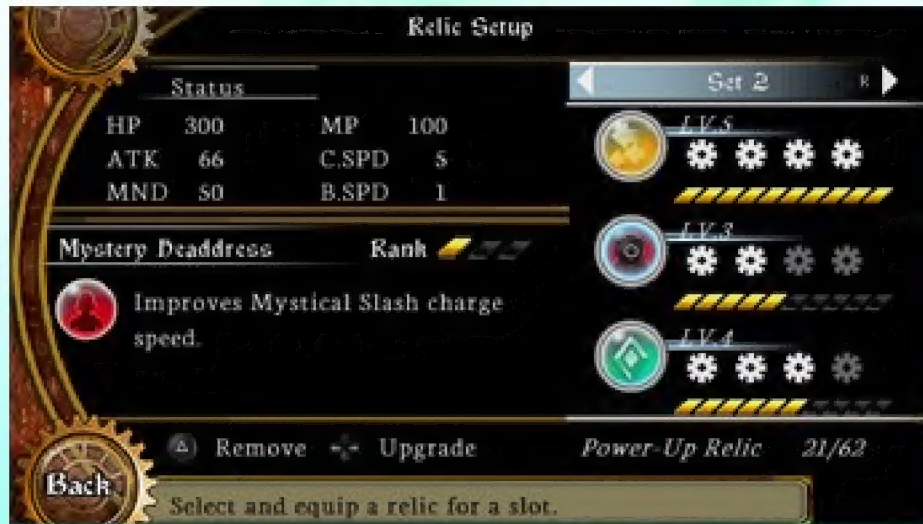 Relic Setup
Status
HP 300 MP 100
ATK 66 C.SPD 5
MND 50 B.SPD 1
Mystery Deaddress Rank
Improves Mystical Slash charge
speed.
Set 2 R
LV.5
LV.3
LV.4
Remove Upgrade
Power-Up Relic 21/62
Back
Select and equip a relic for a slot.